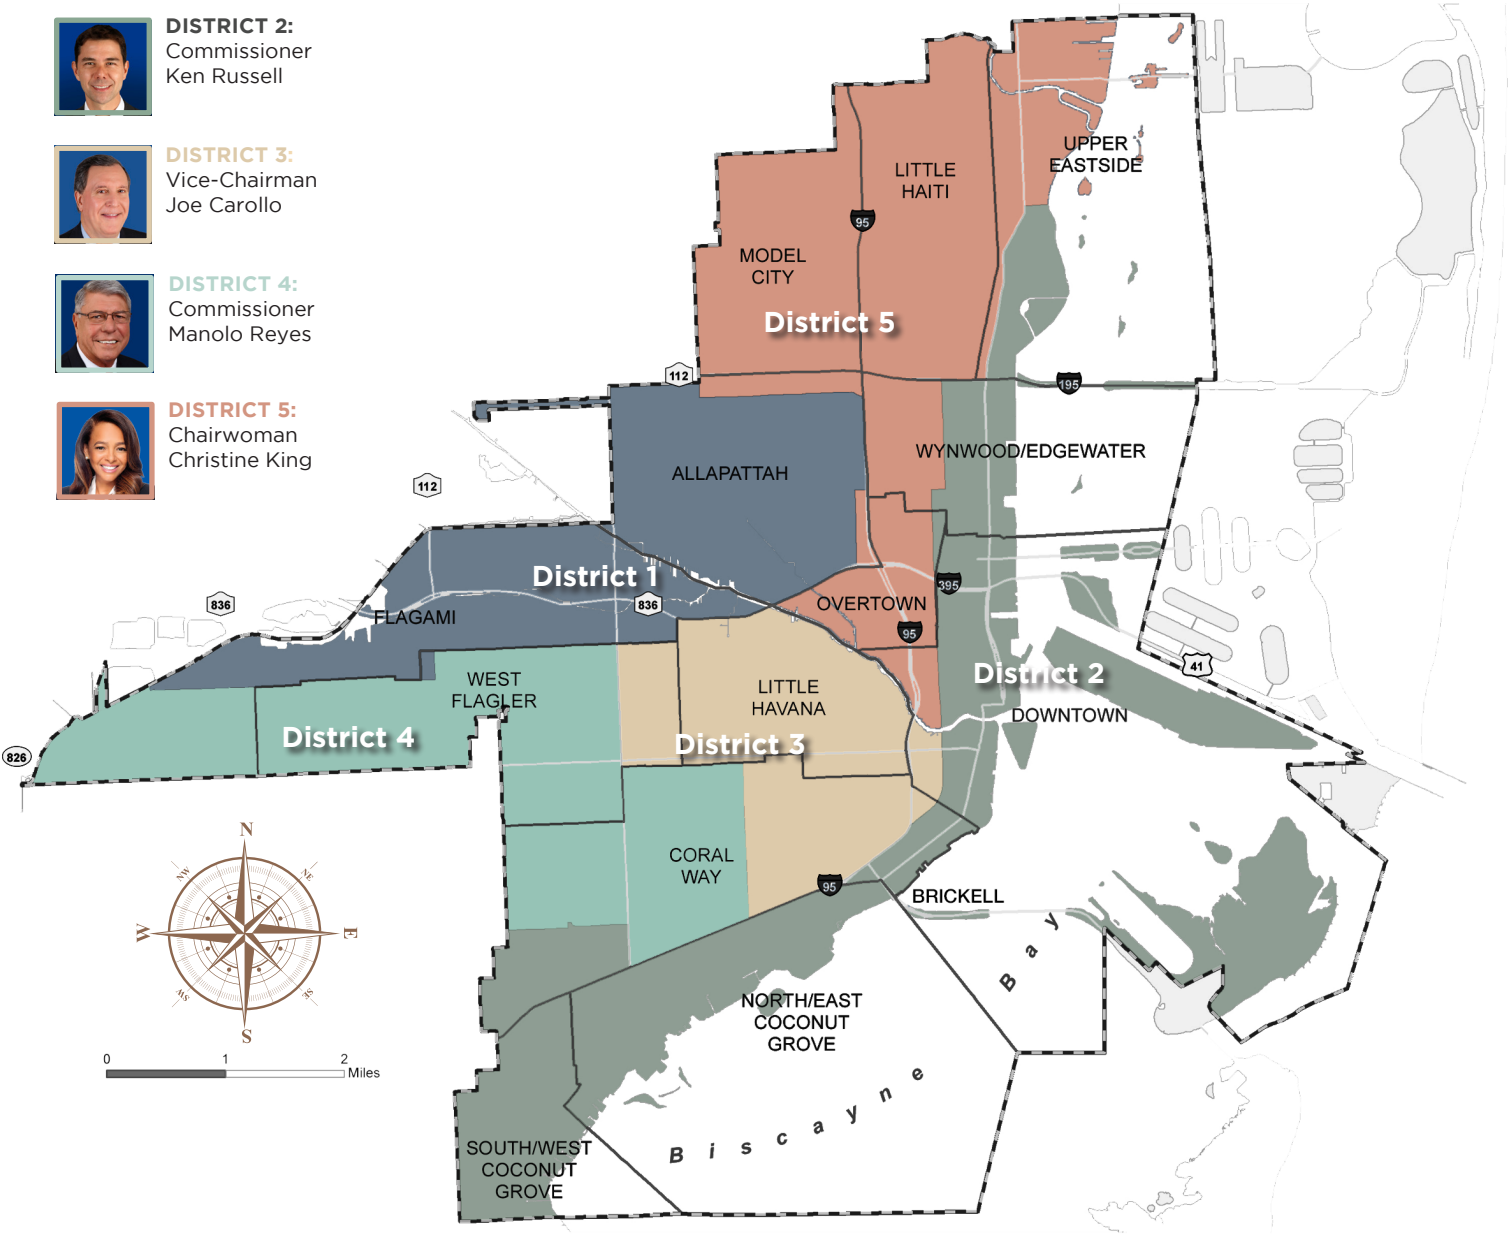 DISTRICT 2:
Commissioner
Ken Russell
DISTRICT 3:
Vice-Chairman
Joe Carollo
DISTRICT 4:
Commissioner
Manolo Reyes
DISTRICT 5:
Chairwoman
Christine King
UPPER
EASTSIDE
LITTLE
HAITI
95
MODEL
CITY
District 5
112
195
WYNWOOD/EDGEWATER
ALLAPATTAH
112
District 1
395
836
836
OVERTOWN
FLAGAMI
95
41
District 2
WEST
FLAGLER
LITTLE
HAVANA
DOWNTOWN
District 4
District 3
826
CORAL
WAY
95
BRICKELL
N
NW
NE
W
E
SW
SE
S
Bay
NORTH/EAST
COCONUT
GROVE
0 1 2
Miles
Biscayne
SOUTH/WEST
COCONUT
GROVE